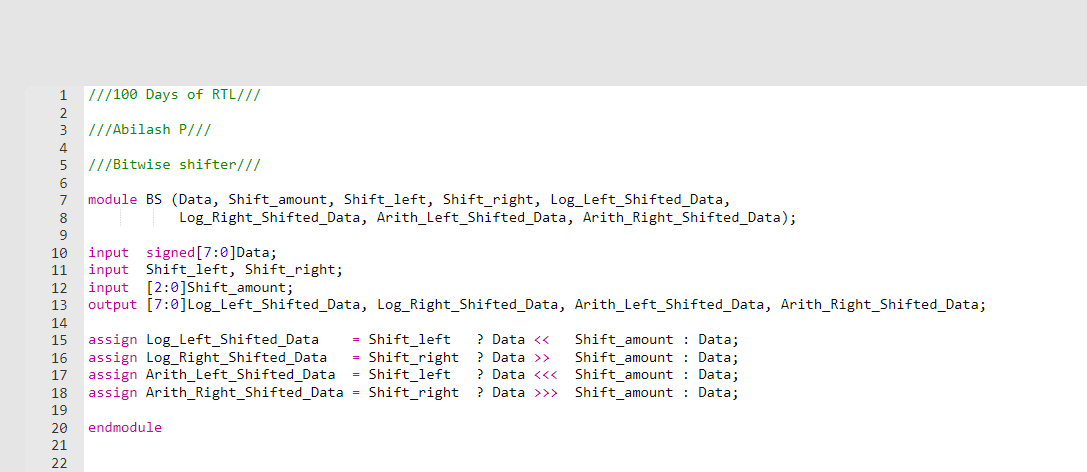 1 ///100 Days of RTL///
2
3 ///Abilash P///
4
5 ///Bitwise shifter///
6
7 module BS (Data, Shift_amount, Shift_left, Shift_right, Log_Left_Shifted_Data,
8 Log_Right_Shifted_Data, Arith_Left_Shifted_Data, Arith_Right_Shifted_Data);
9
10 input  signed[7:0]Data;
11 input  Shift_left, Shift_right;
12 input  [2:0]Shift_amount;
13 output [7:0]Log_Left_Shifted_Data, Log_Right_Shifted_Data, Arith_Left_Shifted_Data, Arith_Right_Shifted_Data;
14
15 assign Log_Left_Shifted_Data    = Shift_left   ? Data <<   Shift_amount : Data;
16 assign Log_Right_Shifted_Data   = Shift_right  ? Data >>   Shift_amount : Data;
17 assign Arith_Left_Shifted_Data  = Shift_left   ? Data <<<  Shift_amount : Data;
18 assign Arith_Right_Shifted_Data = Shift_right  ? Data >>>  Shift_amount : Data;
19
20 endmodule
21
22